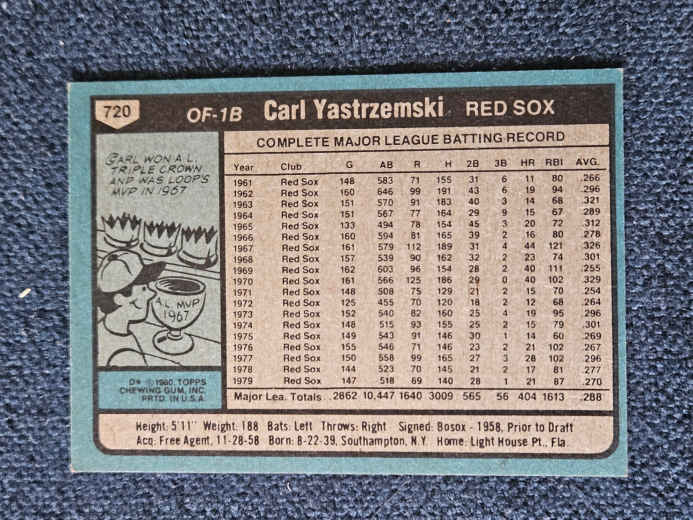 720 OF-1B Carl Yastrzemski RED SOX
CARL WON A.L.
TRIPLE CROWN
AND WAS LOOP'S
MVP IN 1967
A.L. MVP
1967
D* © 1980, TOPPS
CHEWING GUM, INC.
PRTD. IN U.S.A.
COMPLETE MAJOR LEAGUE BATTING RECORD
Year Club G AB R H 2B 3B HR RBI AVG.
1961 Red Sox 148 583 71 155 31 6 11 80 .266
1962 Red Sox 160 646 99 191 43 6 19 94 .296
1963 Red Sox 151 570 91 183 40 3 14 68 .321
1964 Red Sox 151 567 77 164 29 9 15 67 .289
1965 Red Sox 133 494 78 154 45 3 20 72 .312
1966 Red Sox 160 594 81 165 39 2 16 80 .278
1967 Red Sox 161 579 112 189 31 4 44 121 .326
1968 Red Sox 157 539 90 162 32 2 23 74 .301
1969 Red Sox 162 603 96 154 28 2 40 111 .255
1970 Red Sox 161 566 125 186 29 0 40 102 .329
1971 Red Sox 148 508 75 129 21 2 15 70 .254
1972 Red Sox 125 455 70 120 18 2 12 68 .264
1973 Red Sox 152 540 82 160 25 4 19 95 .296
1974 Red Sox 148 515 93 155 25 2 15 79 .301
1975 Red Sox 149 543 91 146 30 1 14 60 .269
1976 Red Sox 155 546 71 146 23 2 21 102 .267
1977 Red Sox 150 558 99 165 27 3 28 102 .296
1978 Red Sox 144 523 70 145 21 2 17 81 .277
1979 Red Sox 147 518 69 140 28 1 21 87 .270
Major Lea. Totals 2862 10,447 1640 3009 565 56 404 1613 .288
Height: 5'11" Weight: 188 Bats: Left Throws: Right Signed: Bosox - 1958, Prior to Draft
Acq: Free Agent, 11-28-58 Born: 8-22-39, Southampton, N.Y. Home: Light House Pt., Fla.